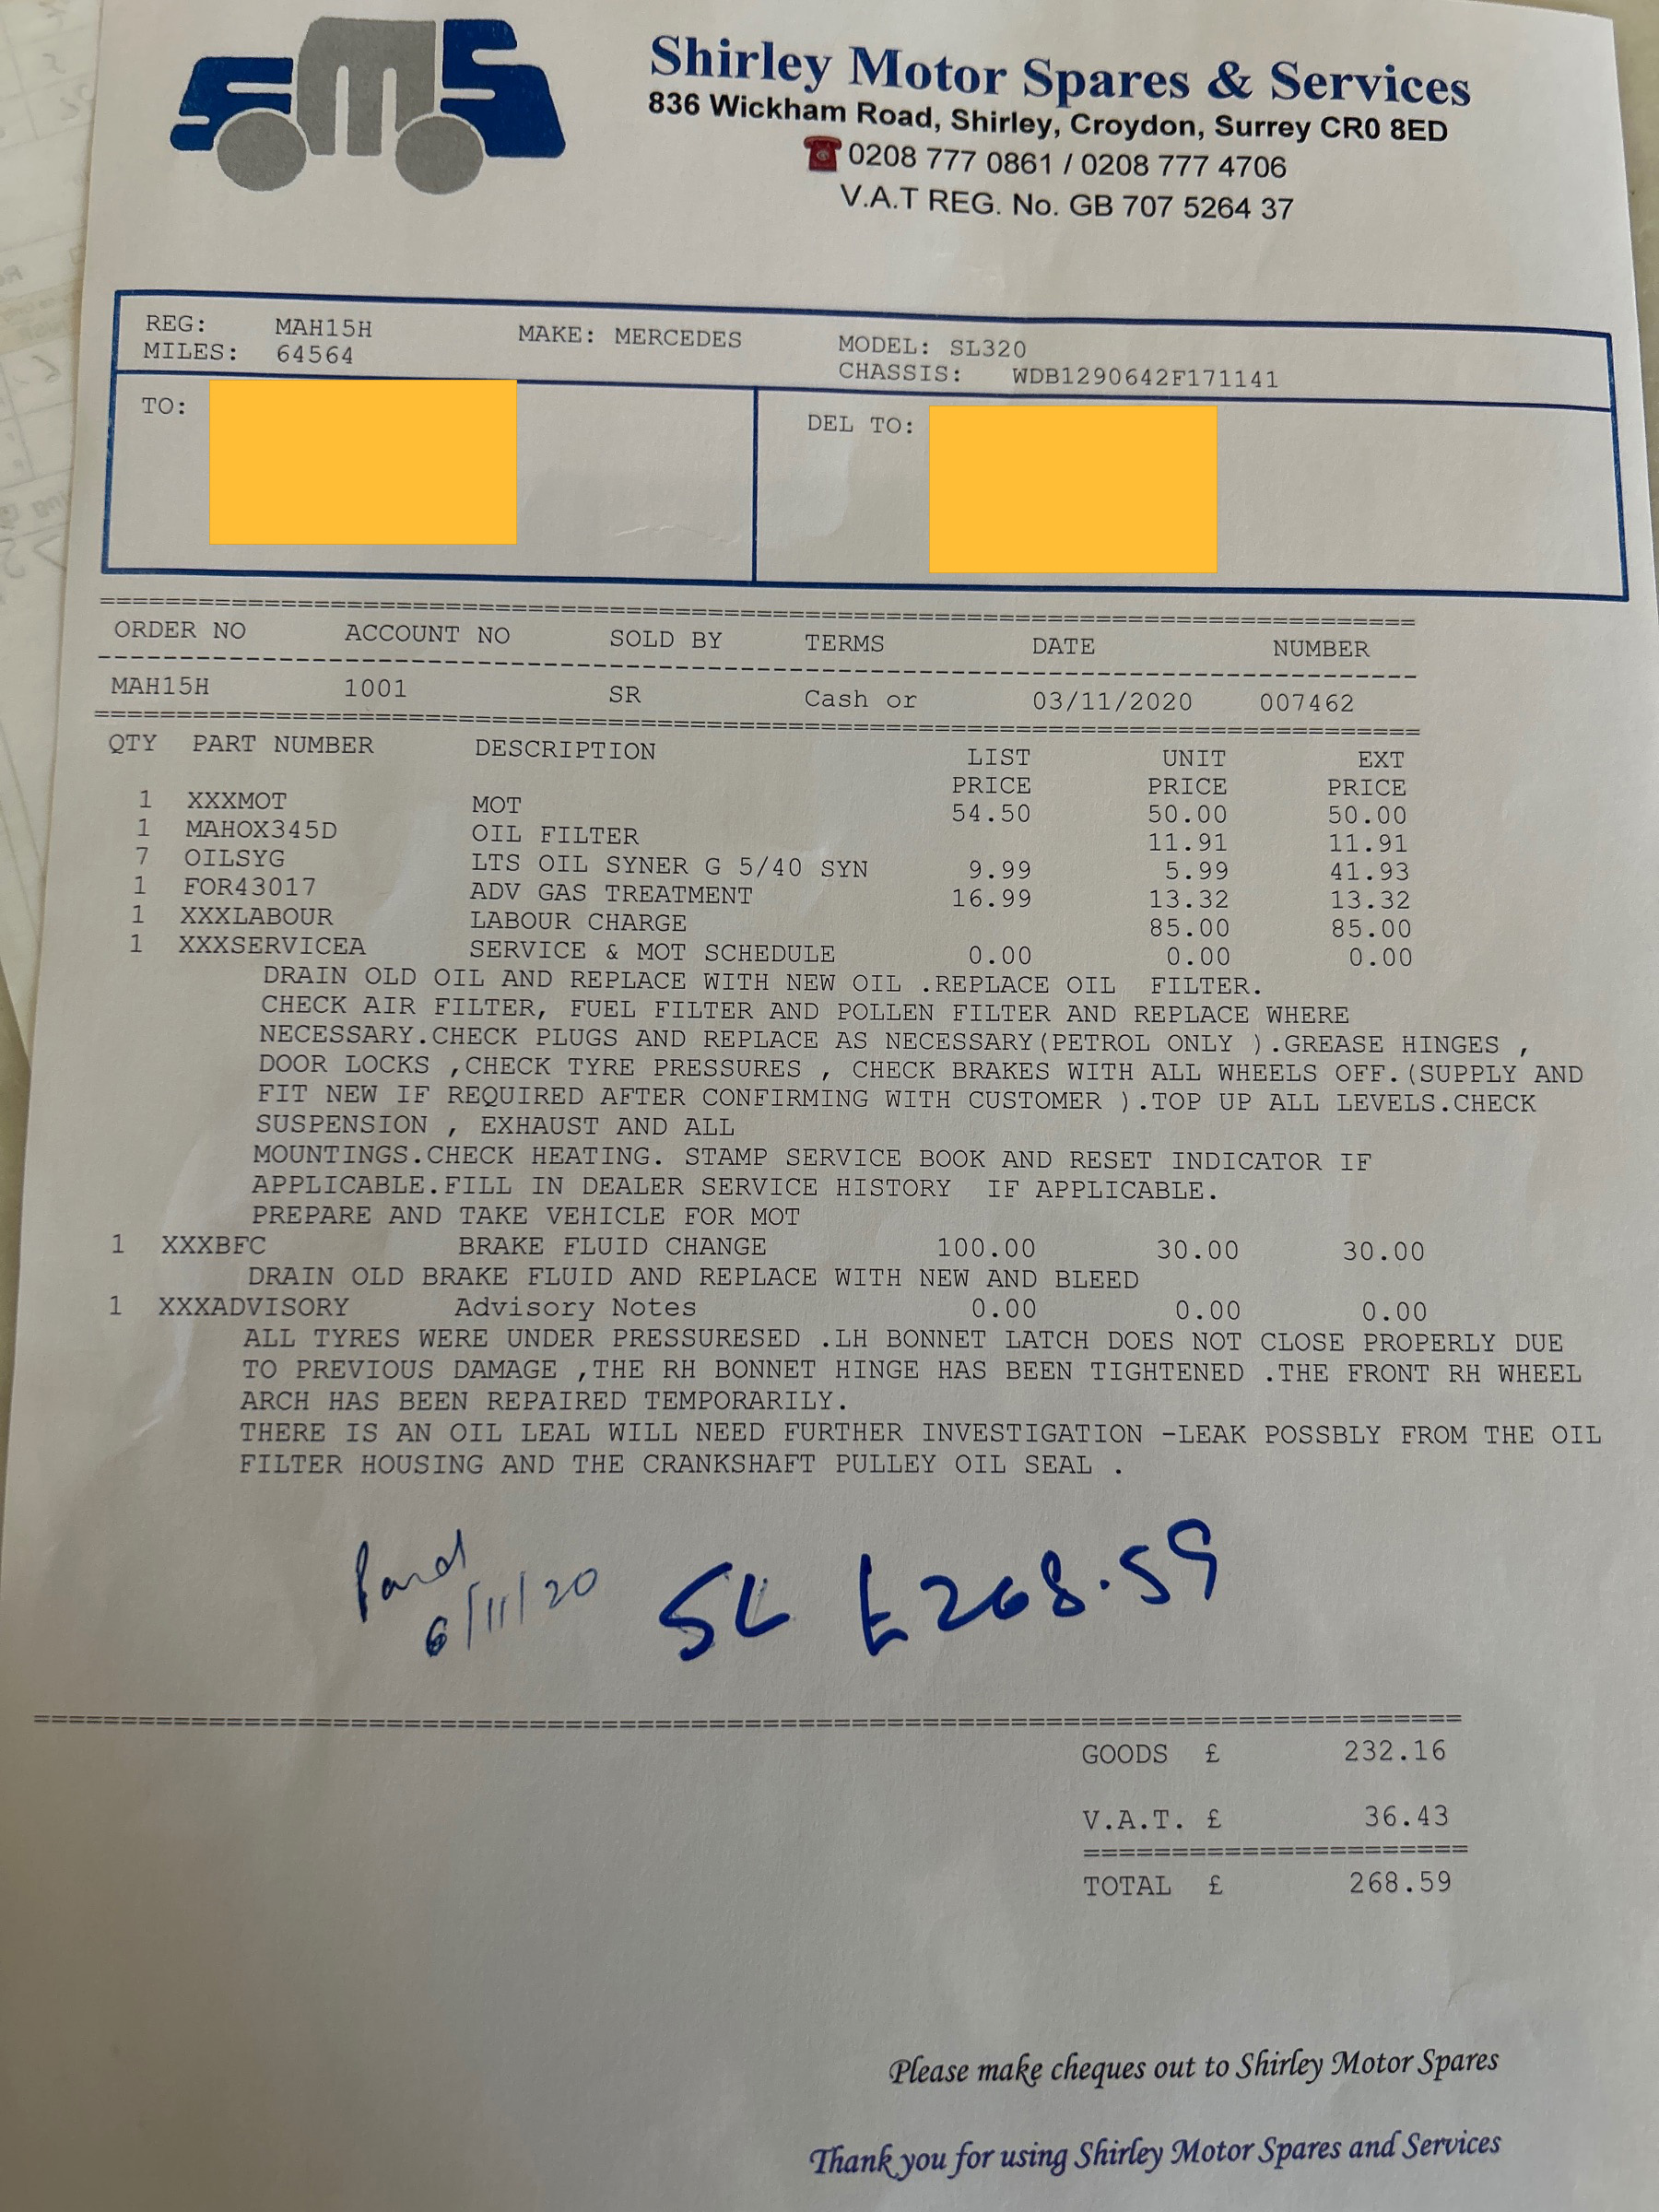 SMS
Shirley Motor Spares & Services
836 Wickham Road, Shirley, Croydon, Surrey CR0 8ED
0208 777 0861 / 0208 777 4706
V.A.T REG. No. GB 707 5264 37
REG: MAH15H MAKE: MERCEDES MODEL: SL320
MILES: 64564 CHASSIS: WDB1290642F171141
TO: DEL TO:
ORDER NO ACCOUNT NO SOLD BY TERMS DATE NUMBER
MAH15H 1001 SR Cash or 03/11/2020 007462
QTY PART NUMBER DESCRIPTION LIST UNIT EXT
PRICE PRICE PRICE
1 XXXMOT MOT 54.50 50.00 50.00
1 MAHOX345D OIL FILTER 11.91 11.91
7 OILSYG LTS OIL SYNER G 5/40 SYN 9.99 5.99 41.93
1 FOR43017 ADV GAS TREATMENT 16.99 13.32 13.32
1 XXXLABOUR LABOUR CHARGE 85.00 85.00
1 XXXSERVICEA SERVICE & MOT SCHEDULE 0.00 0.00 0.00
DRAIN OLD OIL AND REPLACE WITH NEW OIL .REPLACE OIL FILTER.
CHECK AIR FILTER, FUEL FILTER AND POLLEN FILTER AND REPLACE WHERE
NECESSARY.CHECK PLUGS AND REPLACE AS NECESSARY(PETROL ONLY ).GREASE HINGES ,
DOOR LOCKS ,CHECK TYRE PRESSURES , CHECK BRAKES WITH ALL WHEELS OFF.(SUPPLY AND
FIT NEW IF REQUIRED AFTER CONFIRMING WITH CUSTOMER ).TOP UP ALL LEVELS.CHECK
SUSPENSION , EXHAUST AND ALL
MOUNTINGS.CHECK HEATING. STAMP SERVICE BOOK AND RESET INDICATOR IF
APPLICABLE.FILL IN DEALER SERVICE HISTORY IF APPLICABLE.
PREPARE AND TAKE VEHICLE FOR MOT
1 XXXBFC BRAKE FLUID CHANGE 100.00 30.00 30.00
DRAIN OLD BRAKE FLUID AND REPLACE WITH NEW AND BLEED
1 XXXADVISORY Advisory Notes 0.00 0.00 0.00
ALL TYRES WERE UNDER PRESSURESED .LH BONNET LATCH DOES NOT CLOSE PROPERLY DUE
TO PREVIOUS DAMAGE ,THE RH BONNET HINGE HAS BEEN TIGHTENED .THE FRONT RH WHEEL
ARCH HAS BEEN REPAIRED TEMPORARILY.
THERE IS AN OIL LEAL WILL NEED FURTHER INVESTIGATION -LEAK POSSBLY FROM THE OIL
FILTER HOUSING AND THE CRANKSHAFT PULLEY OIL SEAL .
6/11/20 SL £268.59
GOODS £ 232.16
V.A.T. £ 36.43
TOTAL £ 268.59
Please make cheques out to Shirley Motor Spares
Thank you for using Shirley Motor Spares and Services